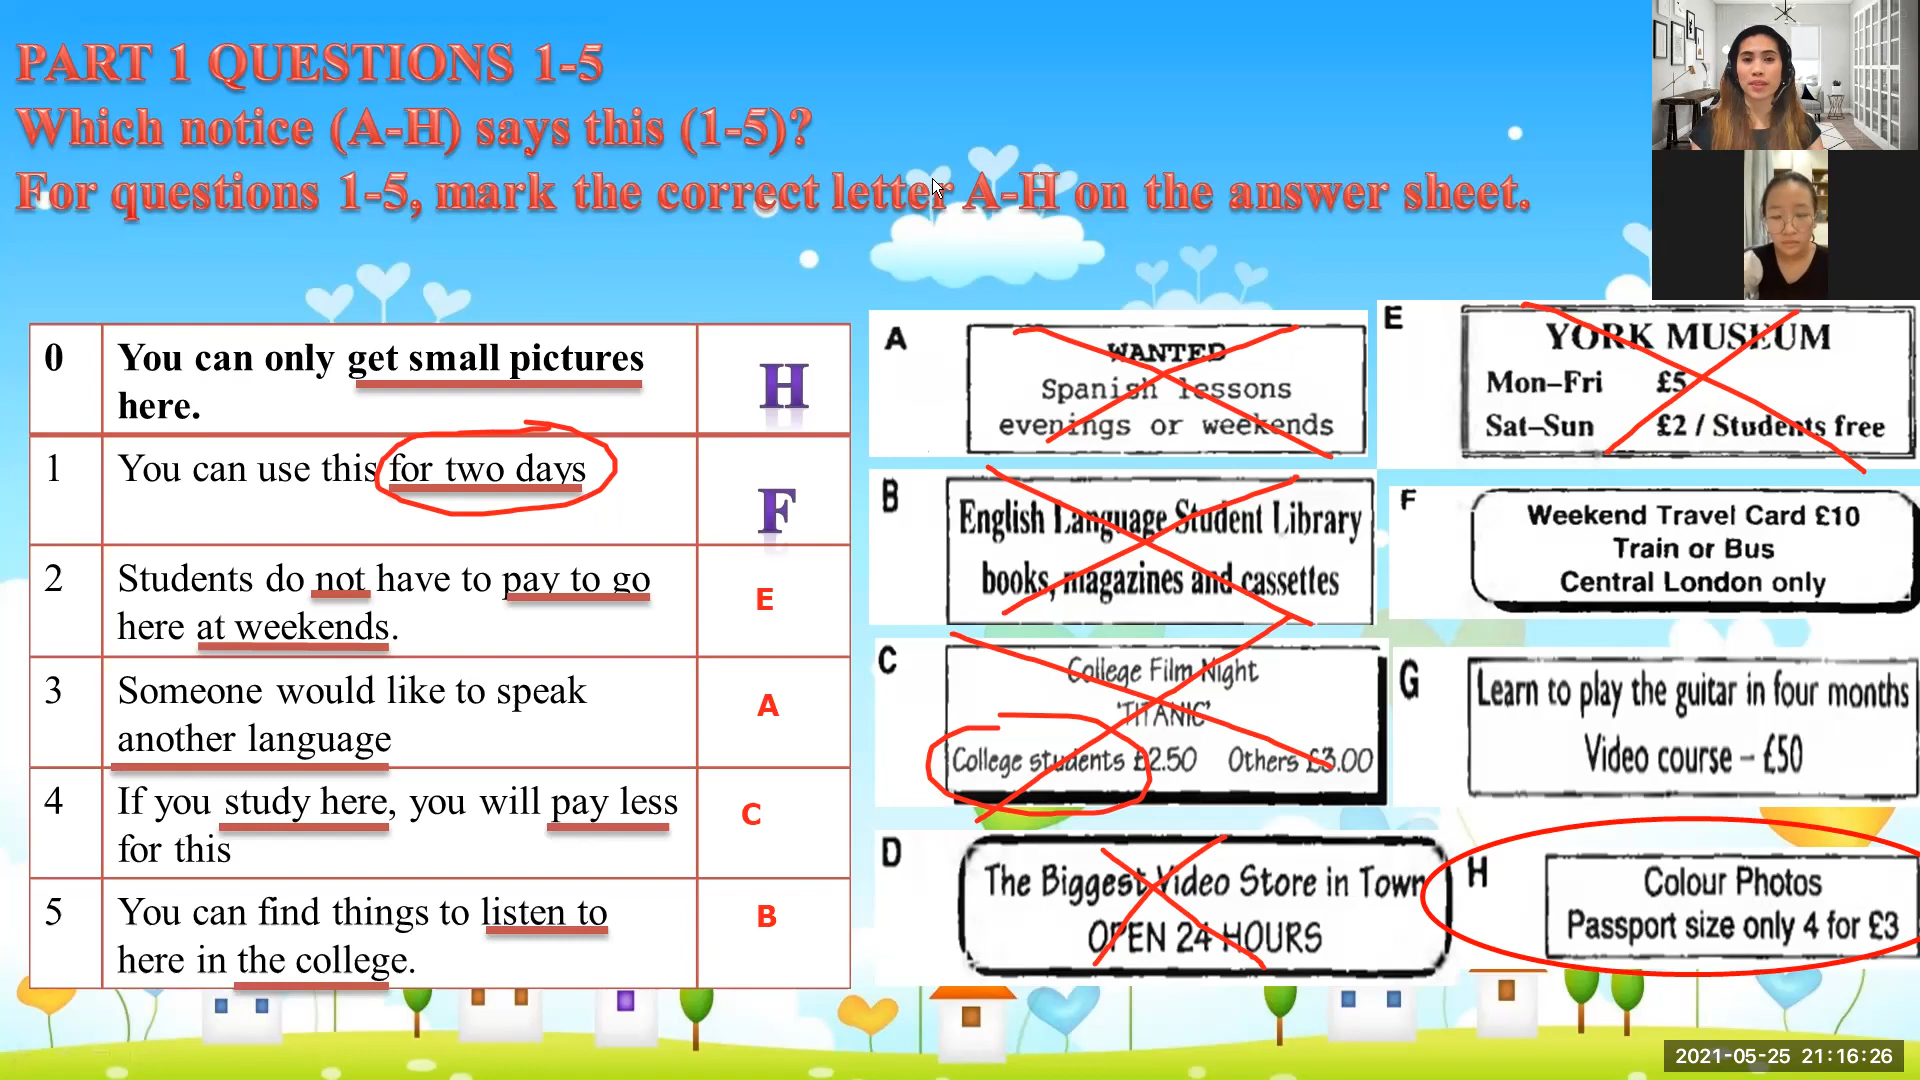 PART 1 QUESTIONS 1-5
Which notice (A-H) says this (1-5)?
For questions 1-5, mark the correct letter A-H on the answer sheet.
0
You can only get small pictures
here.
H
1
You can use this for two days
F
2
Students do not have to pay to go
here at weekends.
E
3
Someone would like to speak
another language
A
4
If you study here, you will pay less
for this
C
5
You can find things to listen to
here in the college.
B
A
WANTED
Spanish lessons
evenings or weekends
B
English Language Student Library
books, magazines and cassettes
C
College Film Night
'TITANIC'
College students £2.50 Others £3.00
D
The Biggest Video Store in Town
OPEN 24 HOURS
E
YORK MUSEUM
Mon–Fri £5
Sat–Sun £2 / Students free
F
Weekend Travel Card £10
Train or Bus
Central London only
G
Learn to play the guitar in four months
Video course – £50
H
Colour Photos
Passport size only 4 for £3
2021-05-25 21:16:26